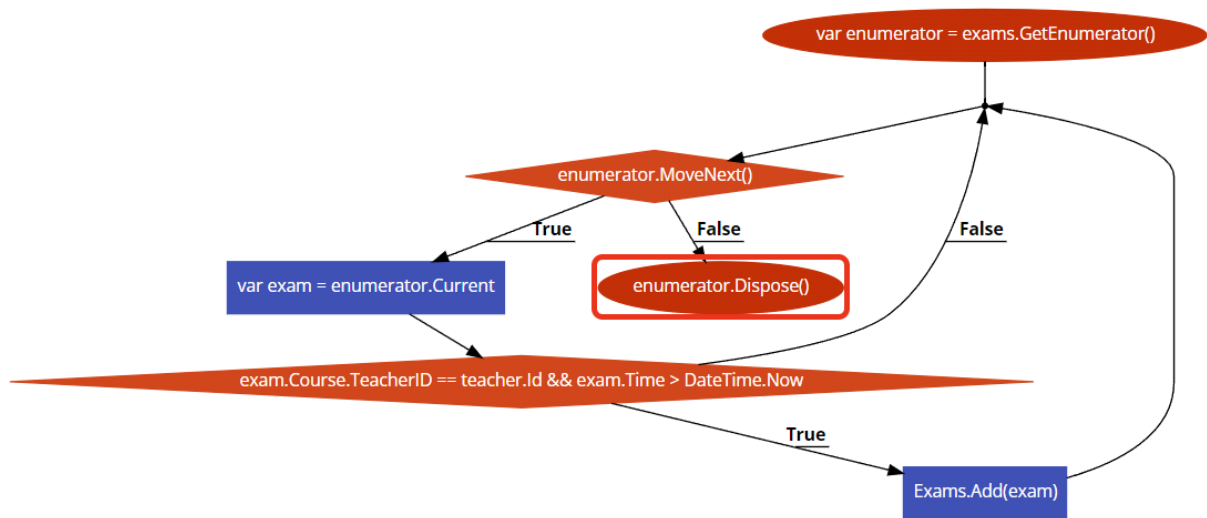 var enumerator = exams.GetEnumerator()
enumerator.MoveNext()
True
False
False
var exam = enumerator.Current
enumerator.Dispose()
exam.Course.TeacherID == teacher.Id && exam.Time > DateTime.Now
True
Exams.Add(exam)